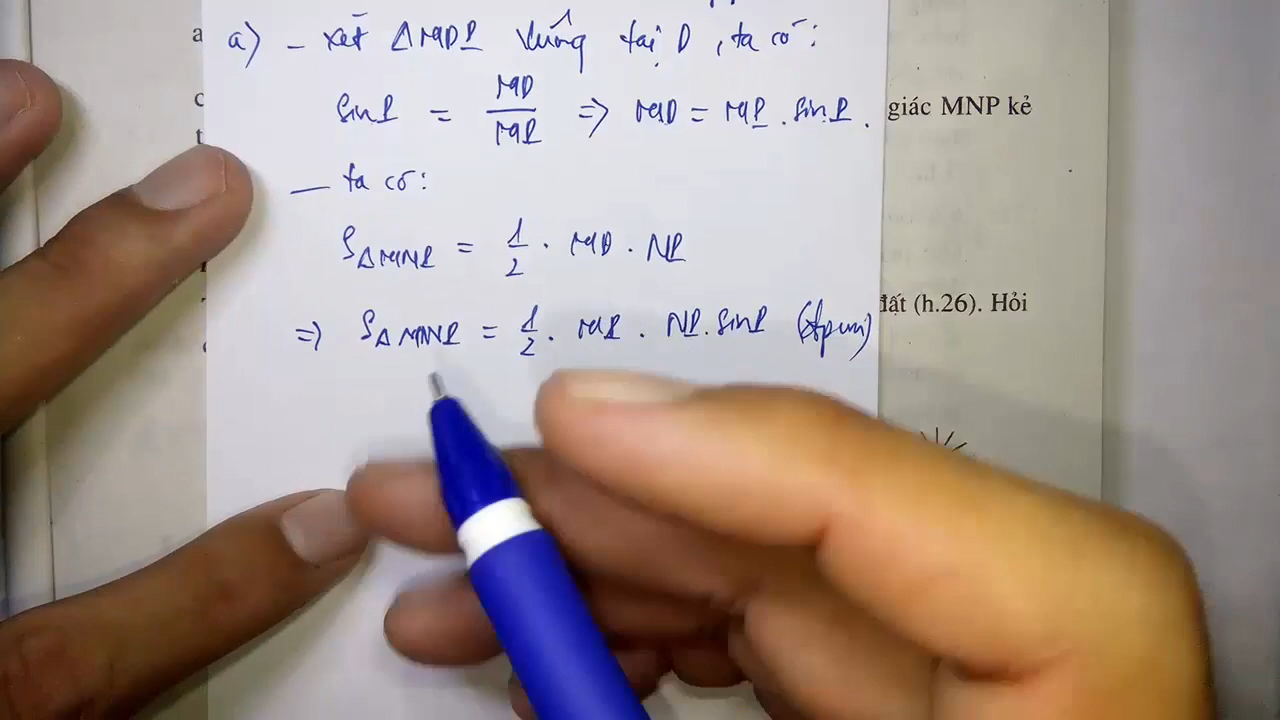 a) - xét ΔMDP vuông tại D, ta có:
sinP = MD/MP => MD = MP . sinP.
giác MNP kẻ
— ta có:
SΔMNP = 1/2 . MD . NP
đất (h.26). Hỏi
=> SΔMNP = 1/2 . MP . NP. sinP (đpcm)